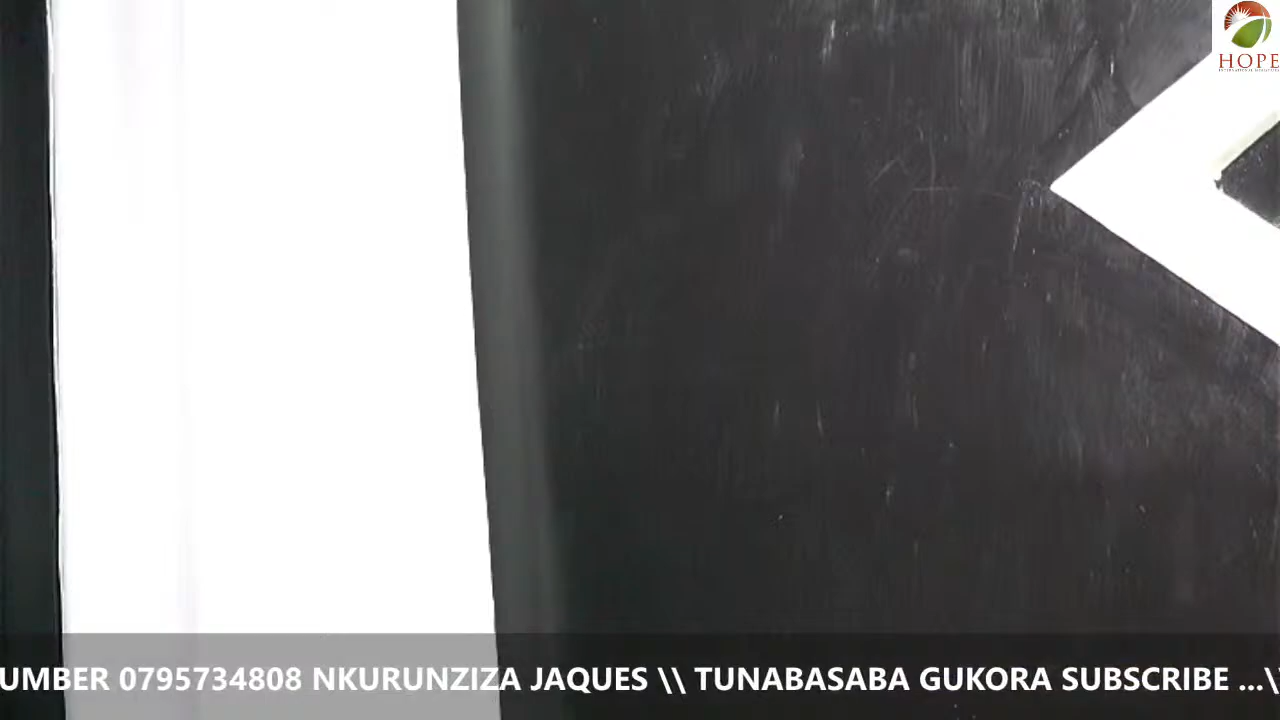 HOPE
UMBER 0795734808 NKURUNZIZA JAQUES \\ TUNABASABA GUKORA SUBSCRIBE ...\